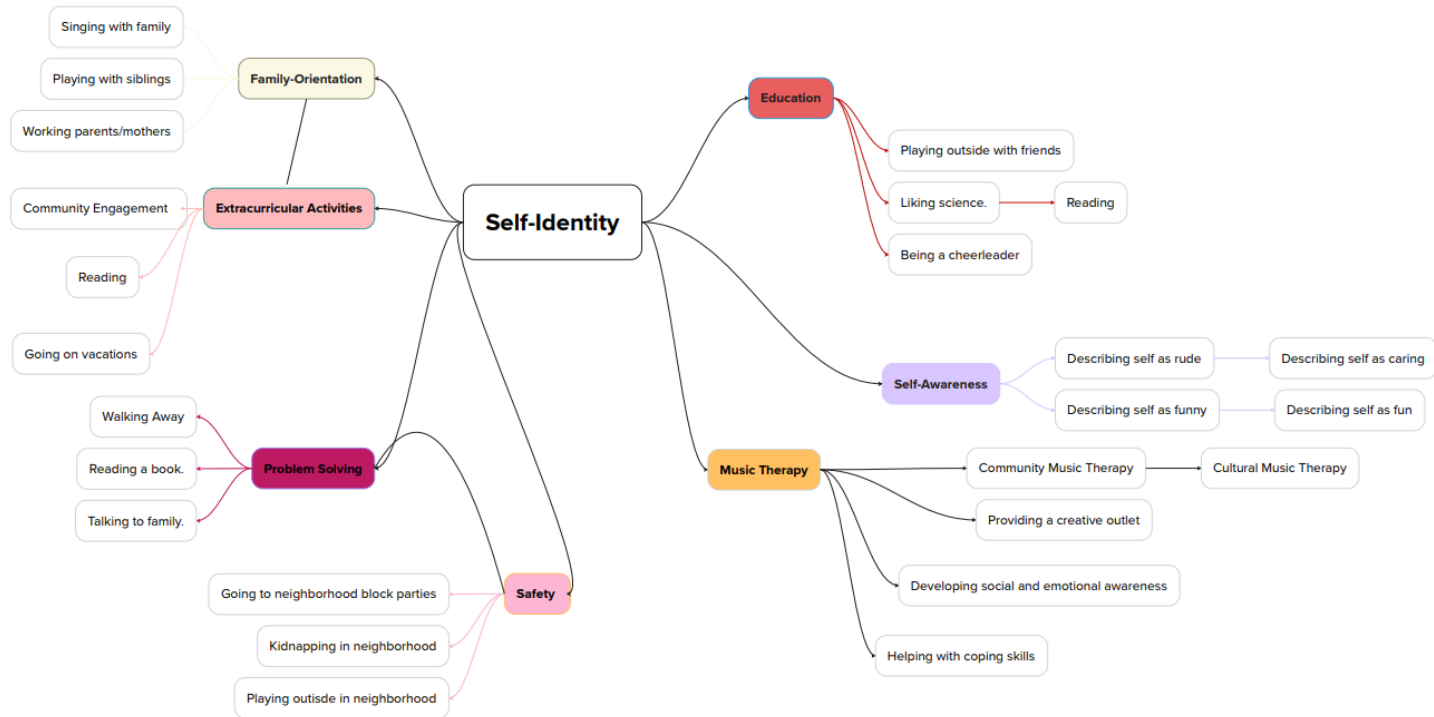 Self-Identity
Family-Orientation
Singing with family
Playing with siblings
Working parents/mothers
Extracurricular Activities
Community Engagement
Reading
Going on vacations
Problem Solving
Walking Away
Reading a book.
Talking to family.
Safety
Going to neighborhood block parties
Kidnapping in neighborhood
Playing outisde in neighborhood
Education
Playing outside with friends
Liking science.
Reading
Being a cheerleader
Self-Awareness
Describing self as rude
Describing self as caring
Describing self as funny
Describing self as fun
Music Therapy
Community Music Therapy
Cultural Music Therapy
Providing a creative outlet
Developing social and emotional awareness
Helping with coping skills